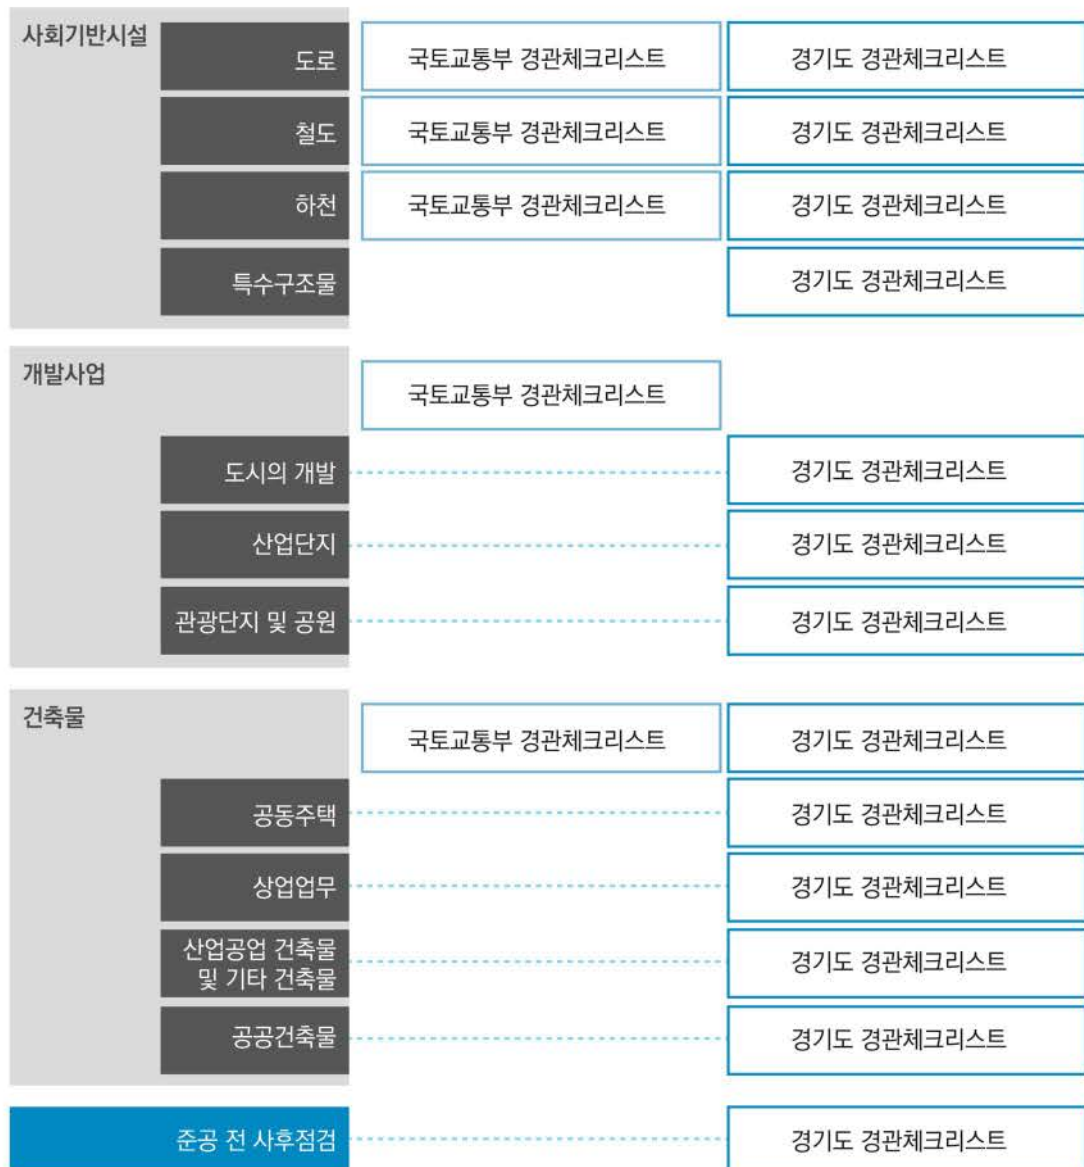 사회기반시설
도로 국토교통부 경관체크리스트 경기도 경관체크리스트
철도 국토교통부 경관체크리스트 경기도 경관체크리스트
하천 국토교통부 경관체크리스트 경기도 경관체크리스트
특수구조물 경기도 경관체크리스트
개발사업
국토교통부 경관체크리스트
도시의 개발 경기도 경관체크리스트
산업단지 경기도 경관체크리스트
관광단지 및 공원 경기도 경관체크리스트
건축물
국토교통부 경관체크리스트 경기도 경관체크리스트
공동주택 경기도 경관체크리스트
상업업무 경기도 경관체크리스트
산업공업 건축물
및 기타 건축물 경기도 경관체크리스트
공공건축물 경기도 경관체크리스트
준공 전 사후점검 경기도 경관체크리스트